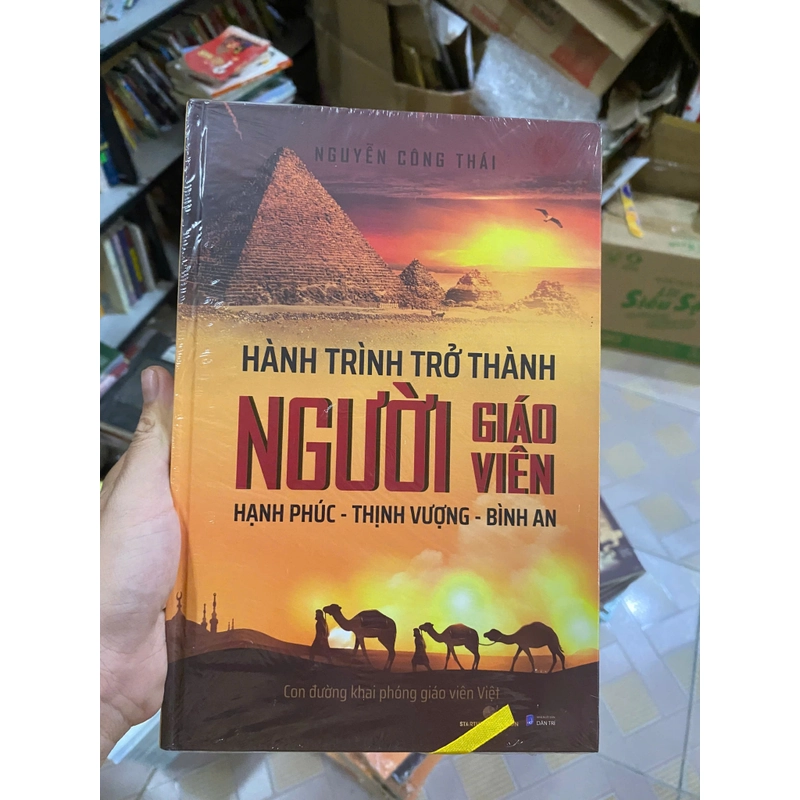 NGUYỄN CÔNG THÁI
HÀNH TRÌNH TRỞ THÀNH
NGƯỜI GIÁO VIÊN
HẠNH PHÚC - THỊNH VƯỢNG - BÌNH AN
Con đường khai phóng giáo viên Việt
DÂN TRÍ